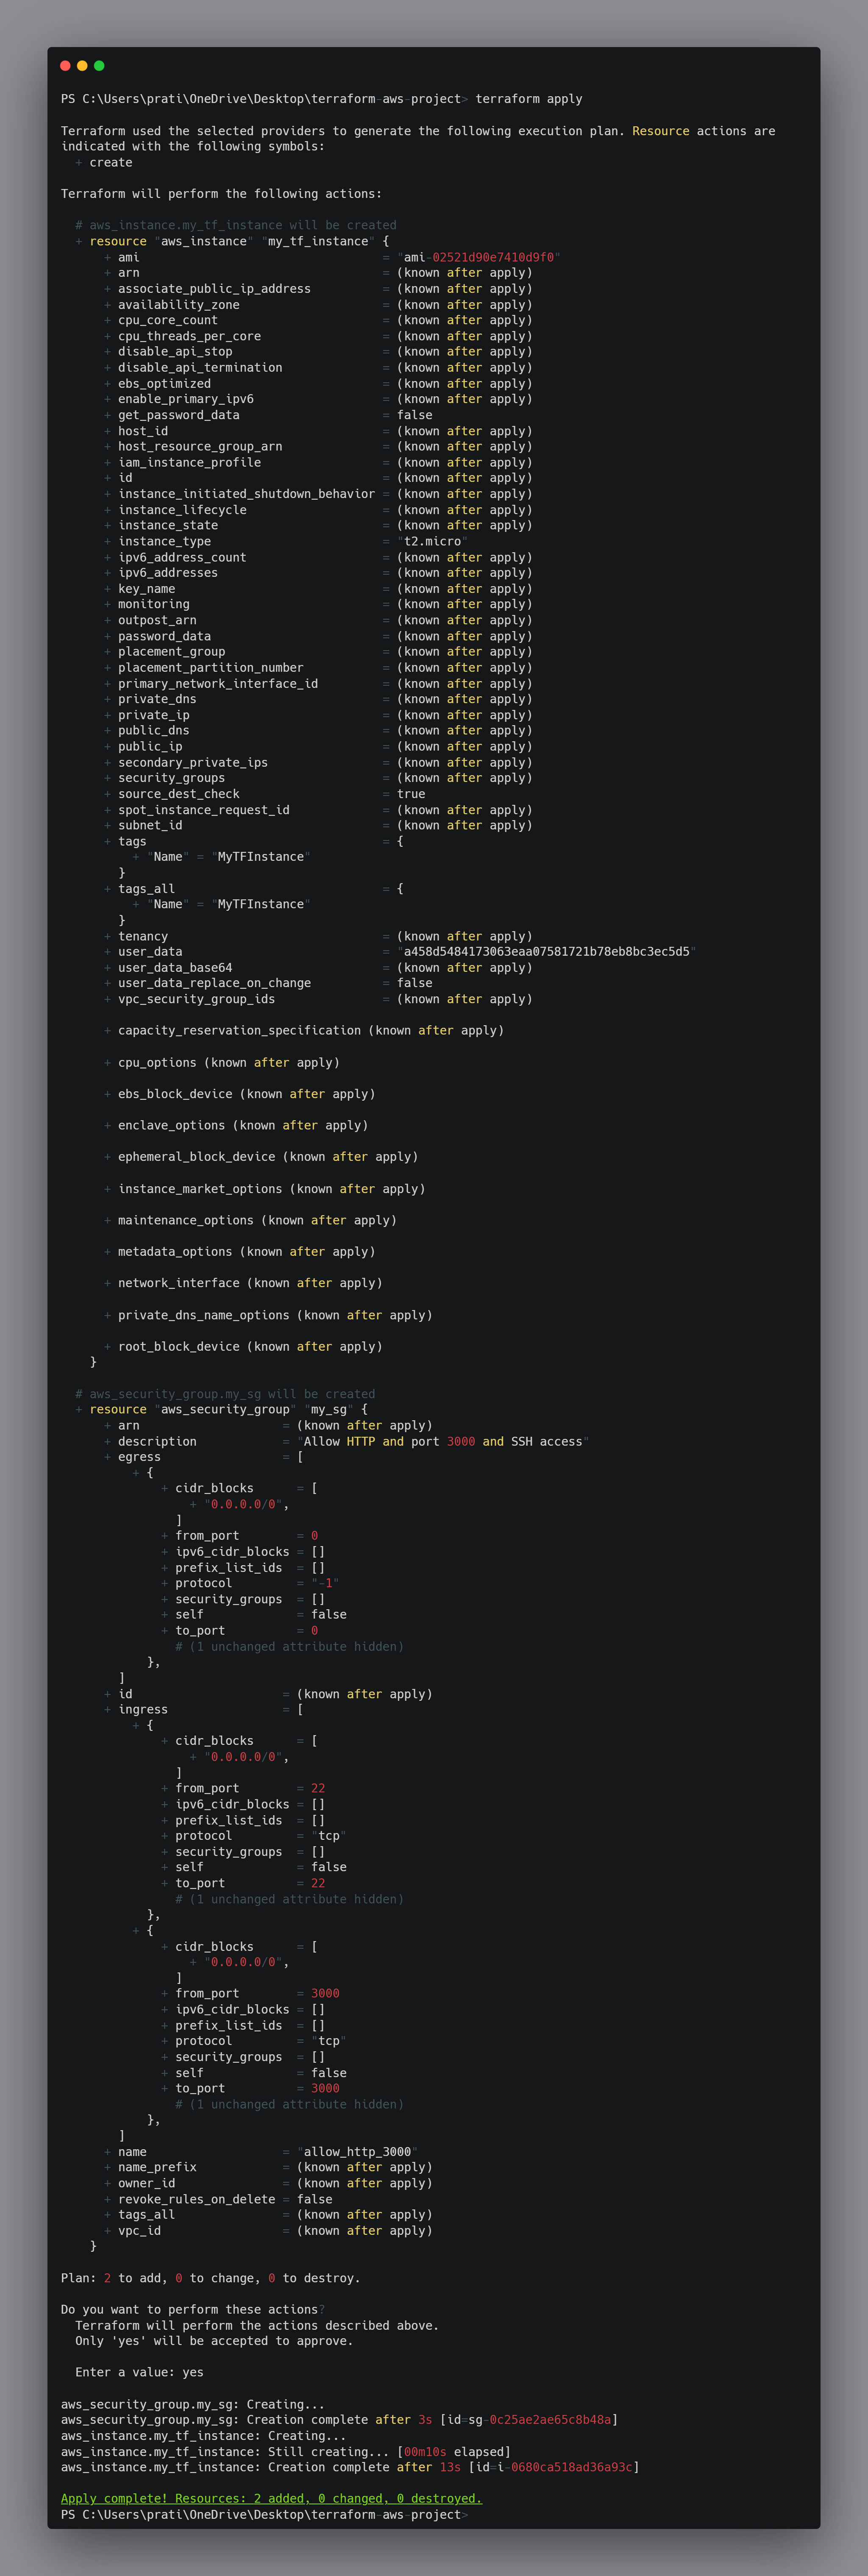 PS C:\Users\prati\OneDrive\Desktop\terraform-aws-project> terraform apply
Terraform used the selected providers to generate the following execution plan. Resource actions are
indicated with the following symbols:
  + create
Terraform will perform the following actions:
  # aws_instance.my_tf_instance will be created
  + resource "aws_instance" "my_tf_instance" {
      + ami                                  = "ami-02521d90e7410d9f0"
      + arn                                  = (known after apply)
      + associate_public_ip_address          = (known after apply)
      + availability_zone                    = (known after apply)
      + cpu_core_count                       = (known after apply)
      + cpu_threads_per_core                 = (known after apply)
      + disable_api_stop                     = (known after apply)
      + disable_api_termination              = (known after apply)
      + ebs_optimized                        = (known after apply)
      + enable_primary_ipv6                  = (known after apply)
      + get_password_data                    = false
      + host_id                              = (known after apply)
      + host_resource_group_arn              = (known after apply)
      + iam_instance_profile                 = (known after apply)
      + id                                   = (known after apply)
      + instance_initiated_shutdown_behavior = (known after apply)
      + instance_lifecycle                   = (known after apply)
      + instance_state                       = (known after apply)
      + instance_type                        = "t2.micro"
      + ipv6_address_count                   = (known after apply)
      + ipv6_addresses                       = (known after apply)
      + key_name                             = (known after apply)
      + monitoring                           = (known after apply)
      + outpost_arn                          = (known after apply)
      + password_data                        = (known after apply)
      + placement_group                      = (known after apply)
      + placement_partition_number           = (known after apply)
      + primary_network_interface_id         = (known after apply)
      + private_dns                          = (known after apply)
      + private_ip                           = (known after apply)
      + public_dns                           = (known after apply)
      + public_ip                            = (known after apply)
      + secondary_private_ips                = (known after apply)
      + security_groups                      = (known after apply)
      + source_dest_check                    = true
      + spot_instance_request_id             = (known after apply)
      + subnet_id                            = (known after apply)
      + tags                                 = {
          + "Name" = "MyTFInstance"
        }
      + tags_all                             = {
          + "Name" = "MyTFInstance"
        }
      + tenancy                              = (known after apply)
      + user_data                            = "a458d5484173063eaa07581721b78eb8bc3ec5d5"
      + user_data_base64                     = (known after apply)
      + user_data_replace_on_change          = false
      + vpc_security_group_ids               = (known after apply)
      + capacity_reservation_specification (known after apply)
      + cpu_options (known after apply)
      + ebs_block_device (known after apply)
      + enclave_options (known after apply)
      + ephemeral_block_device (known after apply)
      + instance_market_options (known after apply)
      + maintenance_options (known after apply)
      + metadata_options (known after apply)
      + network_interface (known after apply)
      + private_dns_name_options (known after apply)
      + root_block_device (known after apply)
    }
  # aws_security_group.my_sg will be created
  + resource "aws_security_group" "my_sg" {
      + arn                    = (known after apply)
      + description            = "Allow HTTP and port 3000 and SSH access"
      + egress                 = [
          + {
              + cidr_blocks      = [
                  + "0.0.0.0/0",
                ]
              + from_port        = 0
              + ipv6_cidr_blocks = []
              + prefix_list_ids  = []
              + protocol         = "-1"
              + security_groups  = []
              + self             = false
              + to_port          = 0
                # (1 unchanged attribute hidden)
            },
        ]
      + id                     = (known after apply)
      + ingress                = [
          + {
              + cidr_blocks      = [
                  + "0.0.0.0/0",
                ]
              + from_port        = 22
              + ipv6_cidr_blocks = []
              + prefix_list_ids  = []
              + protocol         = "tcp"
              + security_groups  = []
              + self             = false
              + to_port          = 22
                # (1 unchanged attribute hidden)
            },
          + {
              + cidr_blocks      = [
                  + "0.0.0.0/0",
                ]
              + from_port        = 3000
              + ipv6_cidr_blocks = []
              + prefix_list_ids  = []
              + protocol         = "tcp"
              + security_groups  = []
              + self             = false
              + to_port          = 3000
                # (1 unchanged attribute hidden)
            },
        ]
      + name                   = "allow_http_3000"
      + name_prefix            = (known after apply)
      + owner_id               = (known after apply)
      + revoke_rules_on_delete = false
      + tags_all               = (known after apply)
      + vpc_id                 = (known after apply)
    }
Plan: 2 to add, 0 to change, 0 to destroy.
Do you want to perform these actions?
  Terraform will perform the actions described above.
  Only 'yes' will be accepted to approve.
  Enter a value: yes
aws_security_group.my_sg: Creating...
aws_security_group.my_sg: Creation complete after 3s [id=sg-0c25ae2ae65c8b48a]
aws_instance.my_tf_instance: Creating...
aws_instance.my_tf_instance: Still creating... [00m10s elapsed]
aws_instance.my_tf_instance: Creation complete after 13s [id=i-0680ca518ad36a93c]
Apply complete! Resources: 2 added, 0 changed, 0 destroyed.
PS C:\Users\prati\OneDrive\Desktop\terraform-aws-project>